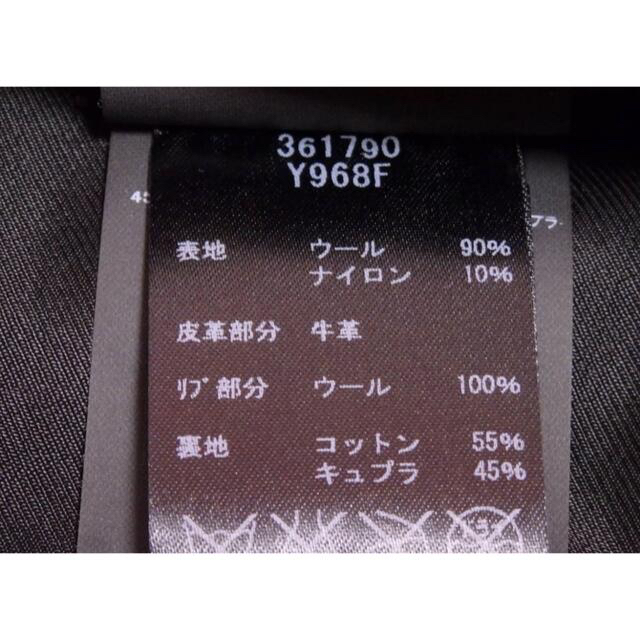 361790
Y968F
表地 ウール 90%
ナイロン 10%
皮革部分 牛革
ﾘﾌﾞ部分 ウール 100%
裏地 コットン 55%
キュプラ 45%